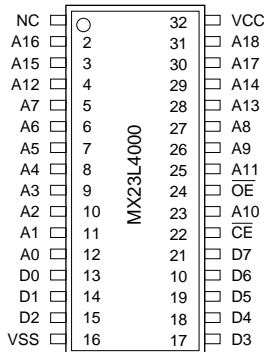 NC 32 VCC
A16 2 31 A18
A15 3 30 A17
A12 4 29 A14
A7 5 28 A13
A6 6 27 A8
A5 7 26 A9
A4 8 25 A11
A3 9 24 OE
A2 10 23 A10
A1 11 22 CE
A0 12 21 D7
D0 13 10 D6
D1 14 19 D5
D2 15 18 D4
VSS 16 17 D3
MX23L4000